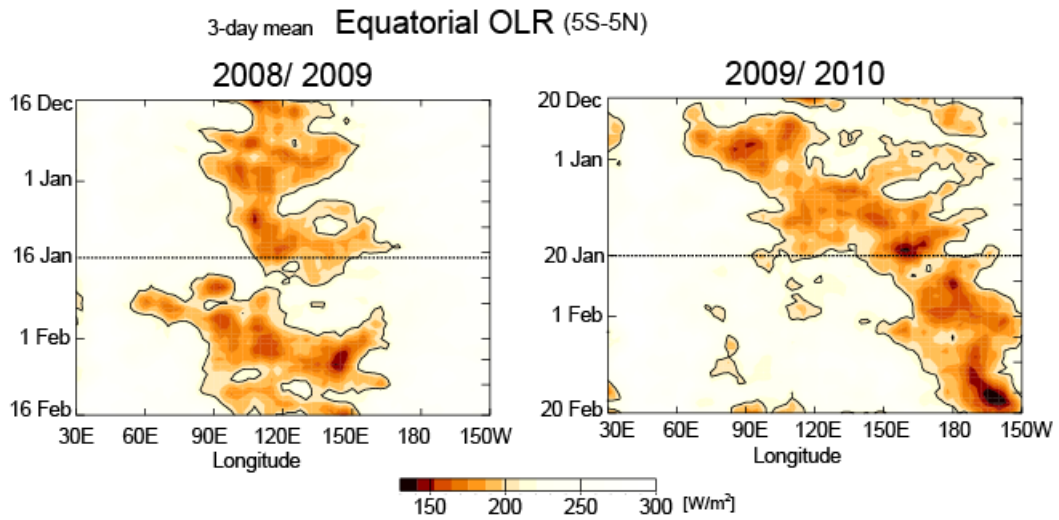 3-day mean Equatorial OLR (5S-5N)
2008/ 2009
2009/ 2010
16 Dec
1 Jan
16 Jan
1 Feb
16 Feb
30E 60E 90E 120E 150E 180 150W
Longitude
20 Dec
1 Jan
20 Jan
1 Feb
20 Feb
30E 60E 90E 120E 150E 180 150W
Longitude
150 200 250 300 [W/m²]